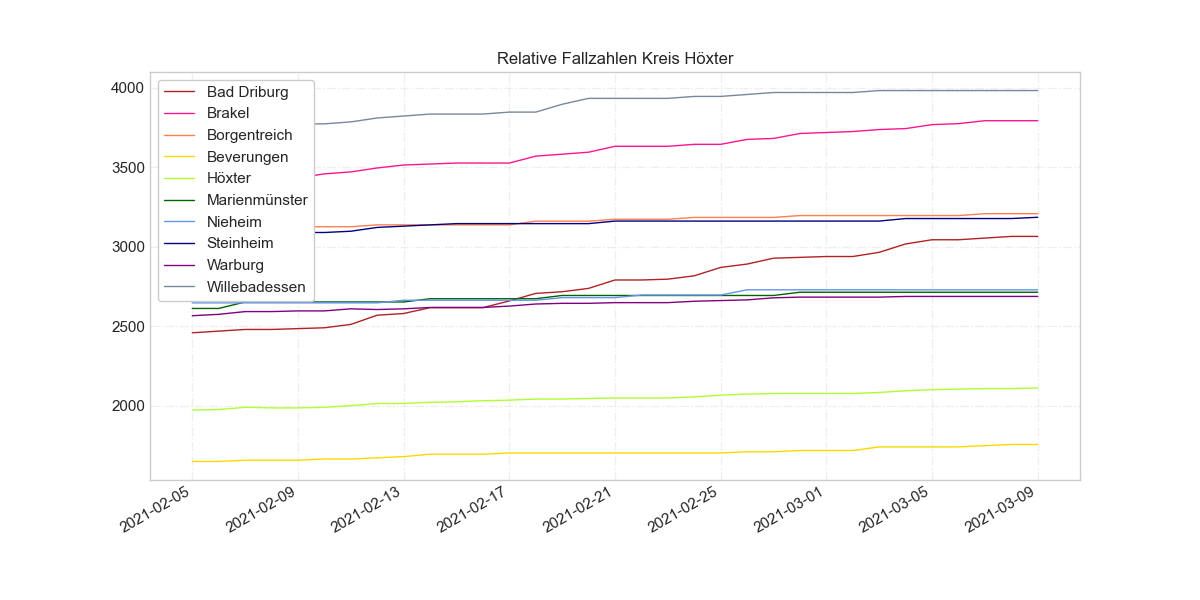 Relative Fallzahlen Kreis Höxter
4000
3500
3000
2500
2000
Bad Driburg
Brakel
Borgentreich
Beverungen
Höxter
Marienmünster
Nieheim
Steinheim
Warburg
Willebadessen
2021-02-05
2021-02-09
2021-02-13
2021-02-17
2021-02-21
2021-02-25
2021-03-01
2021-03-05
2021-03-09